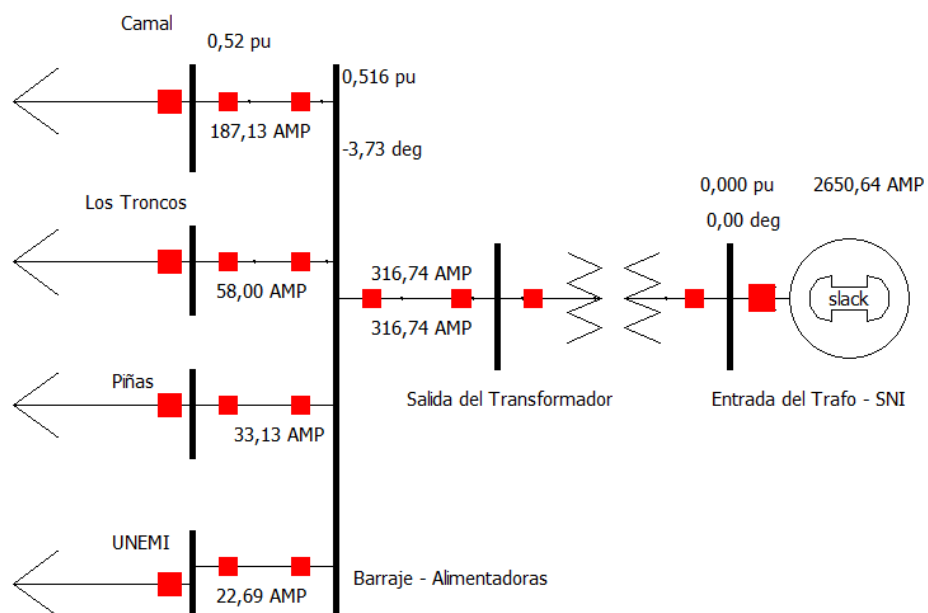 Camal
0,52 pu
0,516 pu
187,13 AMP
-3,73 deg
Los Troncos
0,000 pu
2650,64 AMP
0,00 deg
316,74 AMP
58,00 AMP
slack
316,74 AMP
Piñas
Salida del Transformador
Entrada del Trafo - SNI
33,13 AMP
UNEMI
Barraje - Alimentadoras
22,69 AMP